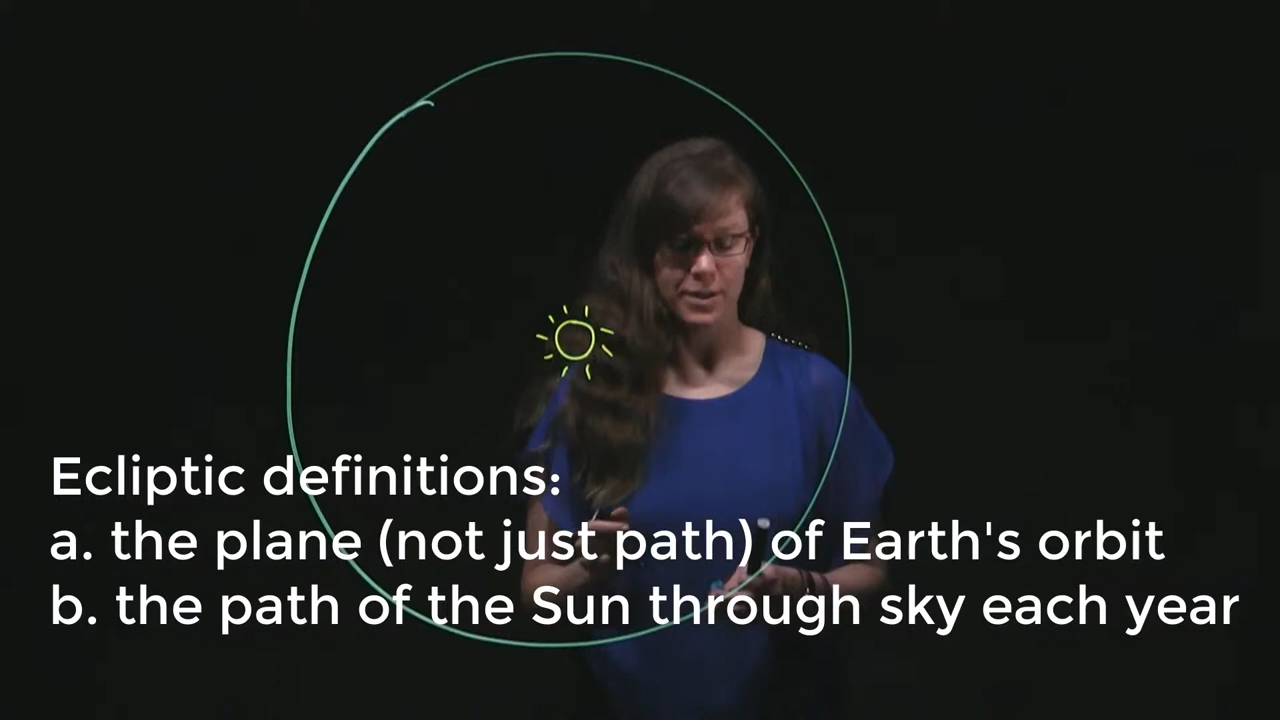 Ecliptic definitions:
a. the plane (not just path) of Earth's orbit
b. the path of the Sun through sky each year